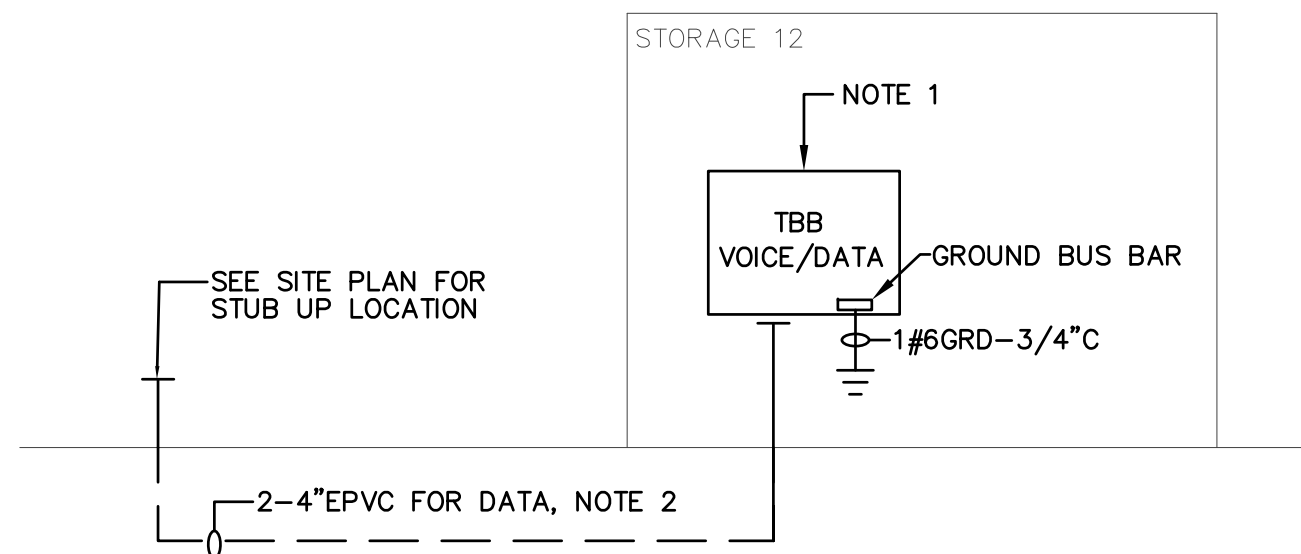 STORAGE 12
NOTE 1
TBB
VOICE/DATA
GROUND BUS BAR
1#6GRD-3/4"C
SEE SITE PLAN FOR
STUB UP LOCATION
2-4"EPVC FOR DATA, NOTE 2